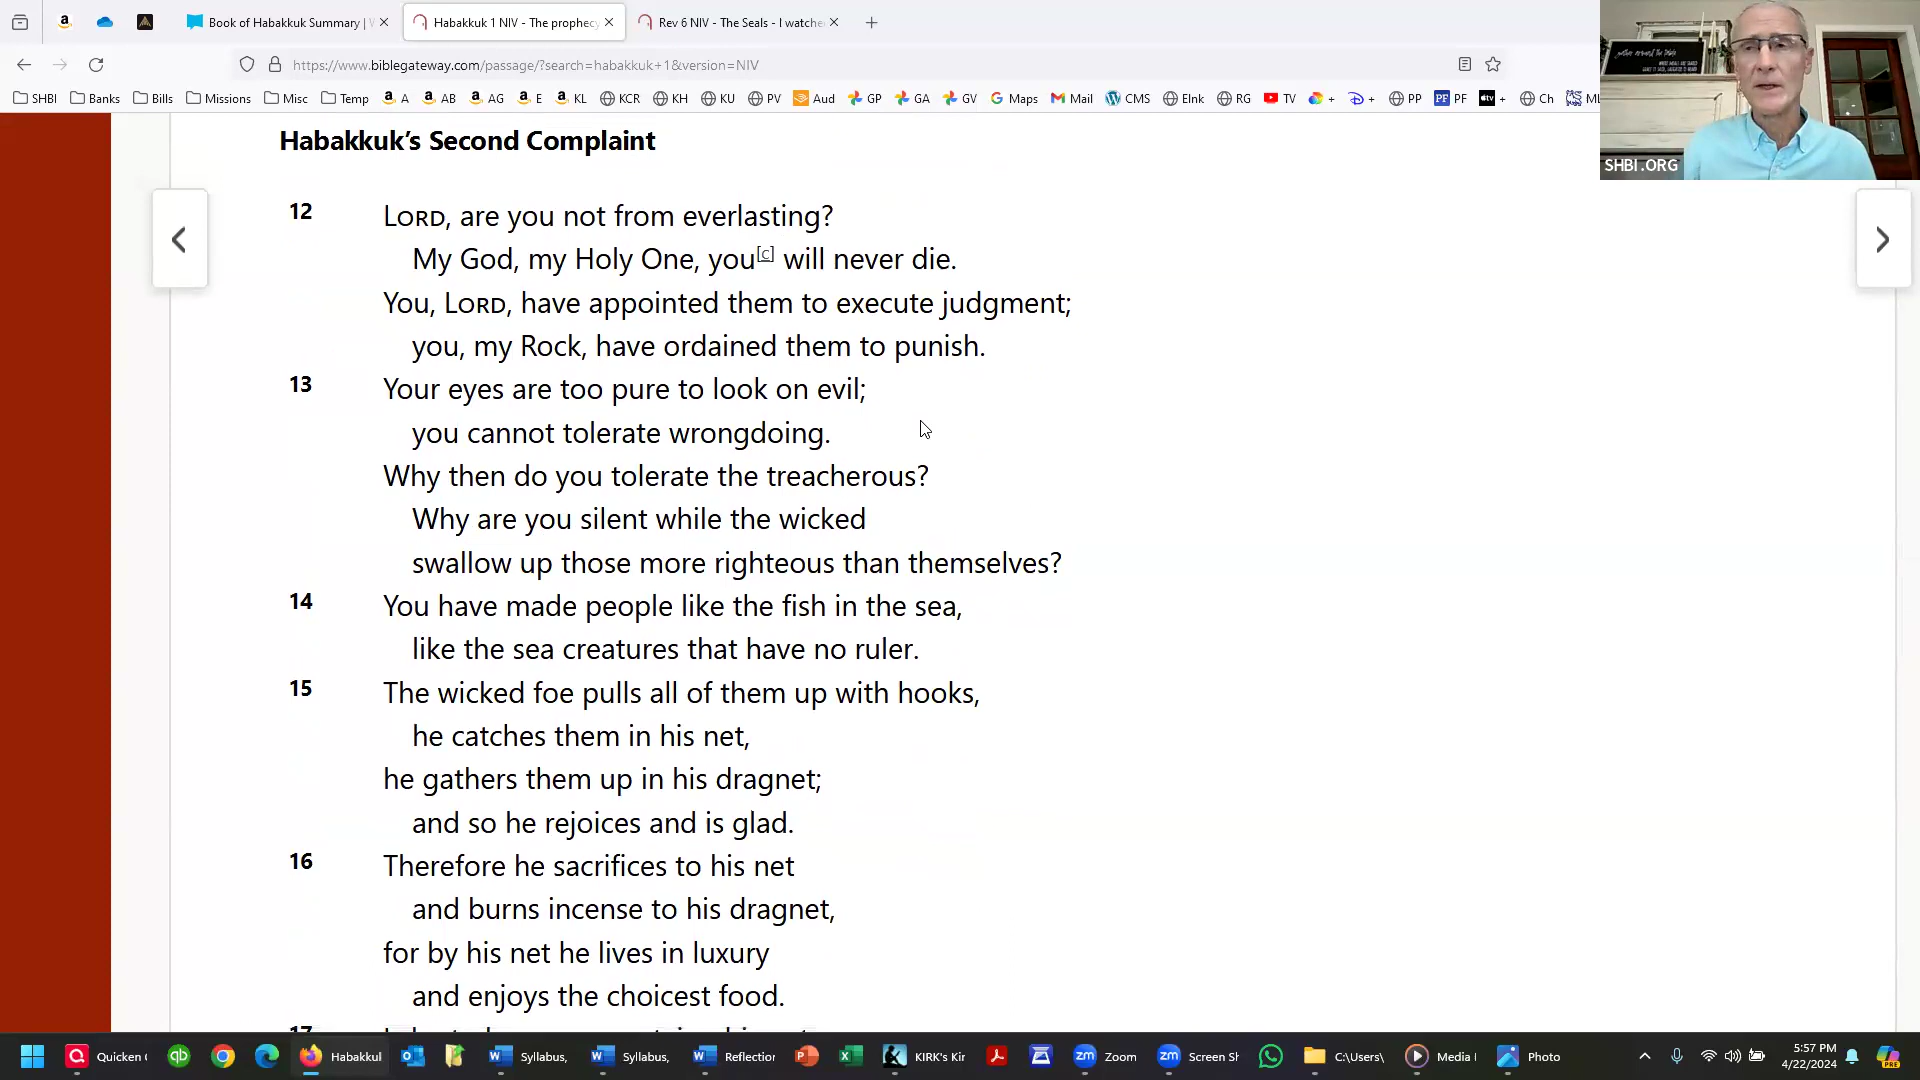 Book of Habakkuk Summary |
Habakkuk 1 NIV - The prophecy
Rev 6 NIV - The Seals - I watche
https://www.biblegateway.com/passage/?search=habakkuk+1&version=NIV
SHBI Banks Bills Missions Misc Temp A AB AG E KL KCR KH KU PV Aud GP GA GV Maps Mail CMS EInk RG TV + + PP PF + Ch ML
SHBI.ORG
Habakkuk’s Second Complaint
12 LORD, are you not from everlasting?
My God, my Holy One, you[c] will never die.
You, LORD, have appointed them to execute judgment;
you, my Rock, have ordained them to punish.
13 Your eyes are too pure to look on evil;
you cannot tolerate wrongdoing.
Why then do you tolerate the treacherous?
Why are you silent while the wicked
swallow up those more righteous than themselves?
14 You have made people like the fish in the sea,
like the sea creatures that have no ruler.
15 The wicked foe pulls all of them up with hooks,
he catches them in his net,
he gathers them up in his dragnet;
and so he rejoices and is glad.
16 Therefore he sacrifices to his net
and burns incense to his dragnet,
for by his net he lives in luxury
and enjoys the choicest food.
17
Quicken Habakkul Syllabus, Syllabus, Reflection KIRK's Kir Zoom Screen Sh C:\Users\ Media Photo
5:57 PM
4/22/2024